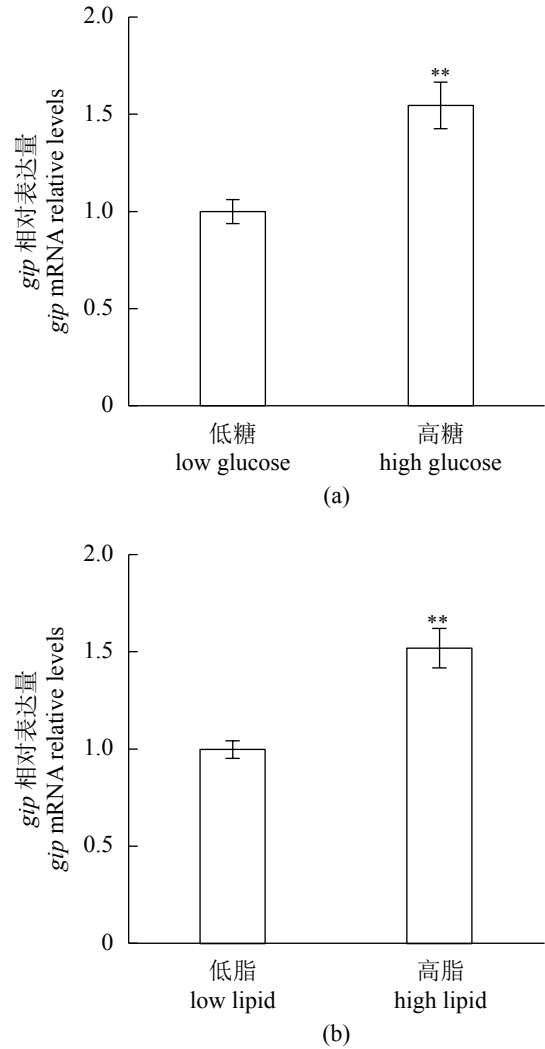 gip 相对表达量
gip mRNA relative levels
2.0
1.5
1.0
0.5
0
**
低糖
low glucose
高糖
high glucose
(a)
gip 相对表达量
gip mRNA relative levels
2.0
1.5
1.0
0.5
0
**
低脂
low lipid
高脂
high lipid
(b)